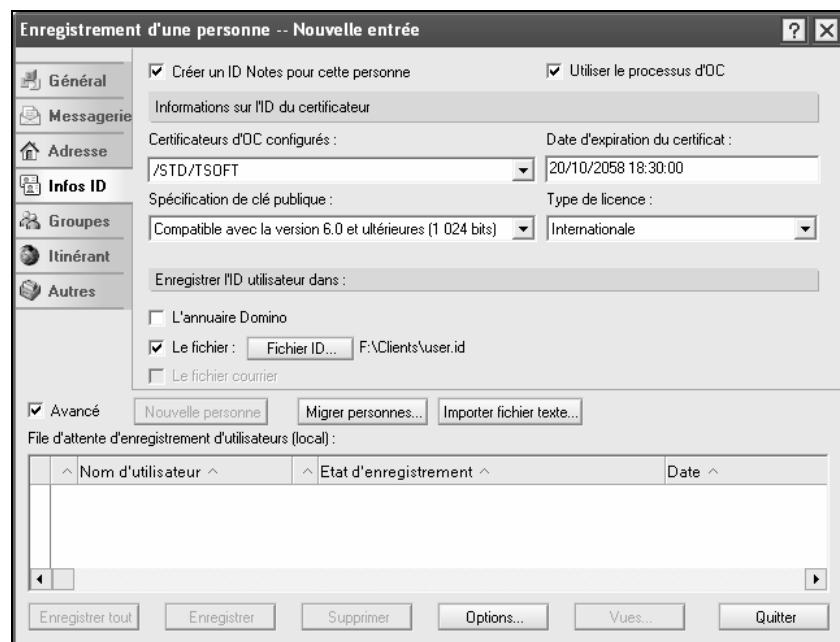 Enregistrement d'une personne -- Nouvelle entrée
?
X
Général
Messagerie
Adresse
Infos ID
Groupes
Itinérant
Autres
Créer un ID Notes pour cette personne
Utiliser le processus d'OC
Informations sur l'ID du certificateur
Certificateurs d'OC configurés :
Date d'expiration du certificat :
/STD/TSOFT
20/10/2058 18:30:00
Spécification de clé publique :
Type de licence :
Compatible avec la version 6.0 et ultérieures (1 024 bits)
Internationale
Enregistrer l'ID utilisateur dans :
L'annuaire Domino
Le fichier :
Fichier ID...
F:\Clients\user.id
Le fichier courrier
Avancé
Nouvelle personne
Migrer personnes...
Importer fichier texte...
File d'attente d'enregistrement d'utilisateurs (local) :
Nom d'utilisateur
Etat d'enregistrement
Date
Enregistrer tout
Enregistrer
Supprimer
Options...
Vues...
Quitter